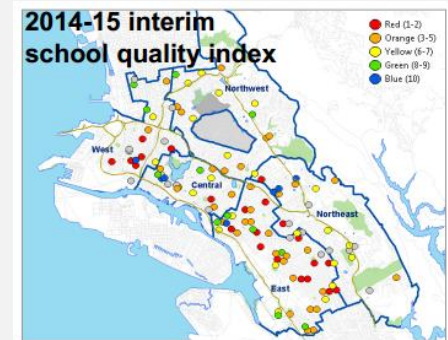 2014-15 interim
school quality index
Red (1-2)
Orange (3-5)
Yellow (6-7)
Green (8-9)
Blue (10)
Northwest
West
Central
Northeast
East